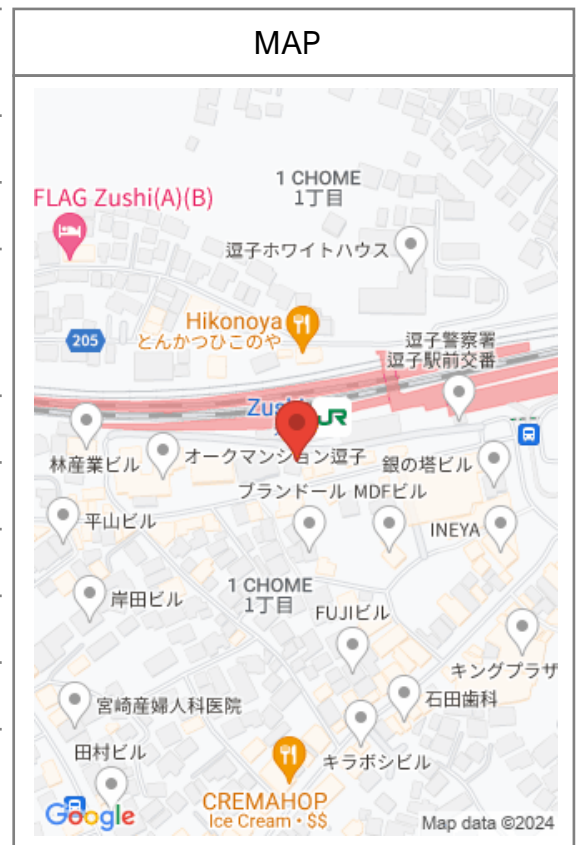 MAP
1 CHOME
1丁目
FLAG Zushi(A)(B)
逗子ホワイトハウス
Hikonoya
とんかつひこのや
205
逗子警察署
逗子駅前交番
JR
林産業ビル
オークマンション逗子
銀の塔ビル
ブランドール MDFビル
平山ビル
INEYA
1 CHOME
1丁目
岸田ビル
FUJIビル
キングプラザ
石田歯科
宮崎産婦人科医院
田村ビル
キラボシビル
CREMAHOP
Ice Cream • $$
Google
Map data ©2024